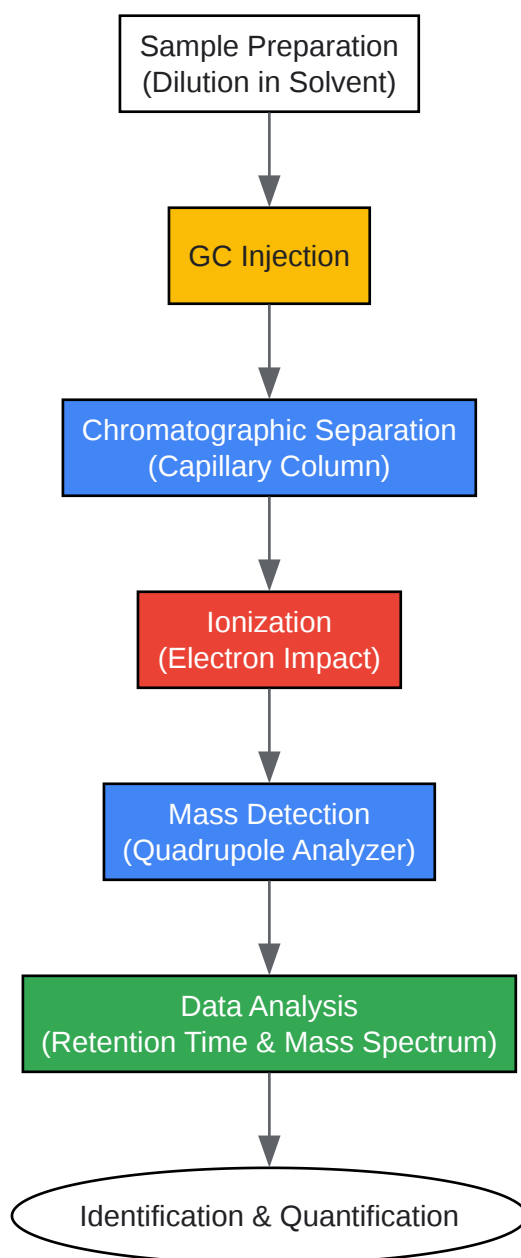 Sample Preparation
(Dilution in Solvent)
GC Injection
Chromatographic Separation
(Capillary Column)
Ionization
(Electron Impact)
Mass Detection
(Quadrupole Analyzer)
Data Analysis
(Retention Time & Mass Spectrum)
Identification & Quantification